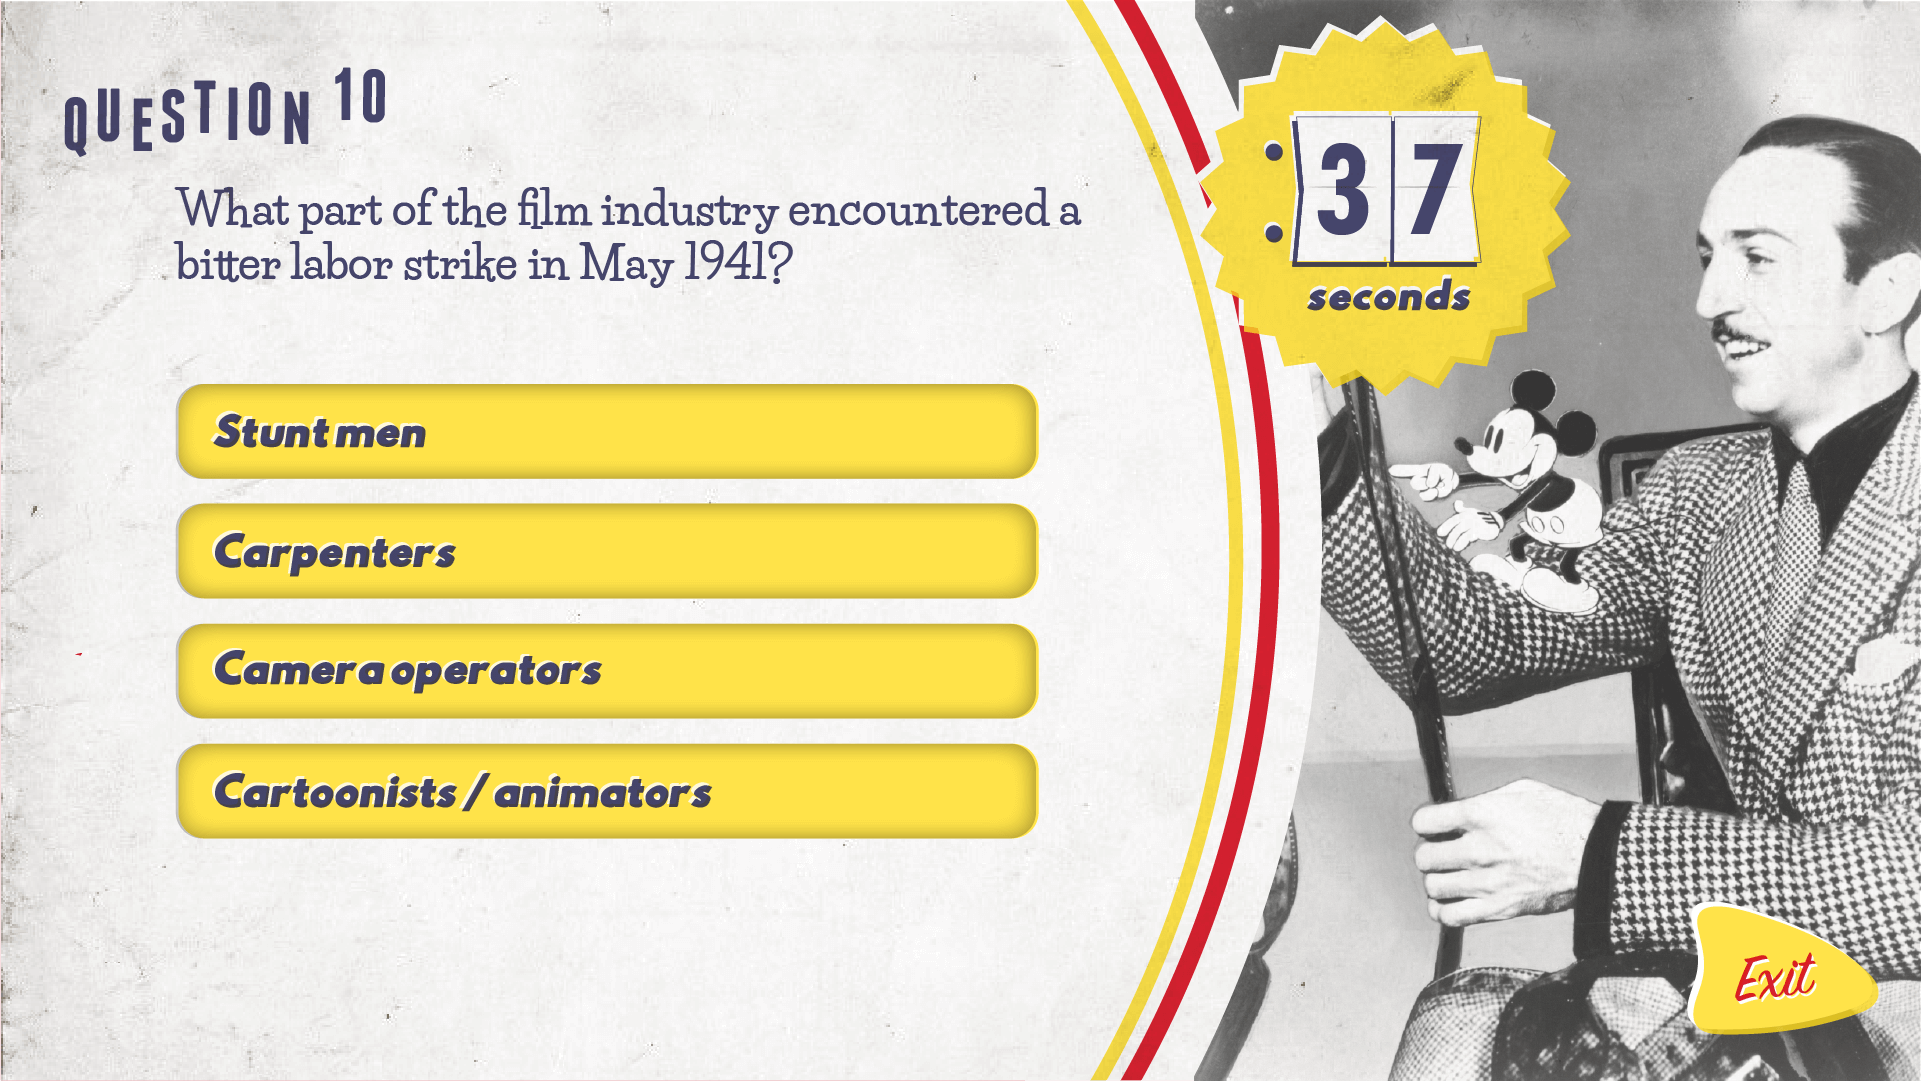 QUESTION 10
What part of the film industry encountered a
bitter labor strike in May 1941?
37
seconds
Stunt men
Carpenters
Camera operators
Cartoonists / animators
Exit